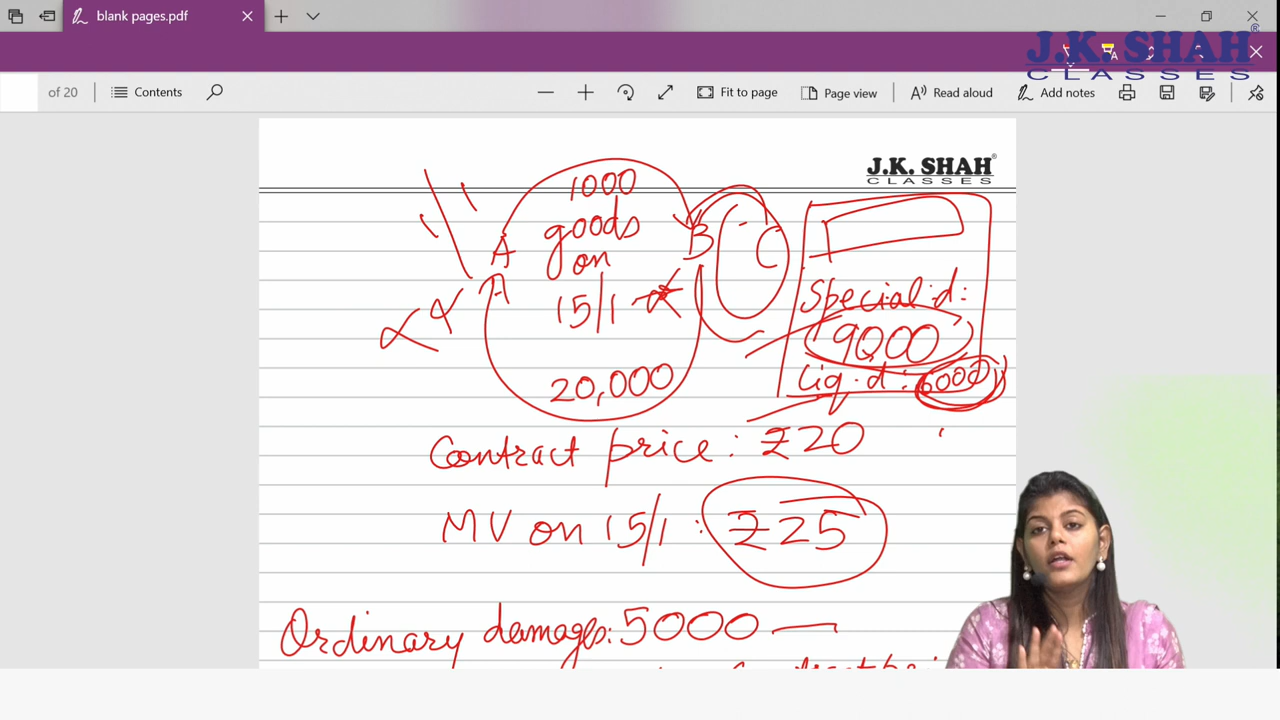 blank pages.pdf
J.K. SHAH®
CLASSES
of 20
Contents
Fit to page
Page view
Read aloud
Add notes
J.K. SHAH®
CLASSES
1000
goods
on
15/1
20,000
A
A
B
C
Special d:
9000
Liq. d: 6000
Contract price: ₹20
MV on 15/1: ₹25
Ordinary damages: 5000 —